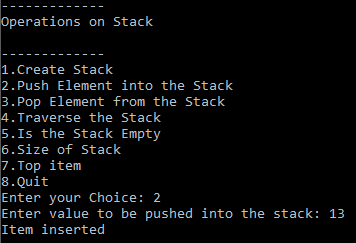 -------------
Operations on Stack
-------------
1.Create Stack
2.Push Element into the Stack
3.Pop Element from the Stack
4.Traverse the Stack
5.Is the Stack Empty
6.Size of Stack
7.Top item
8.Quit
Enter your Choice: 2
Enter value to be pushed into the stack: 13
Item inserted